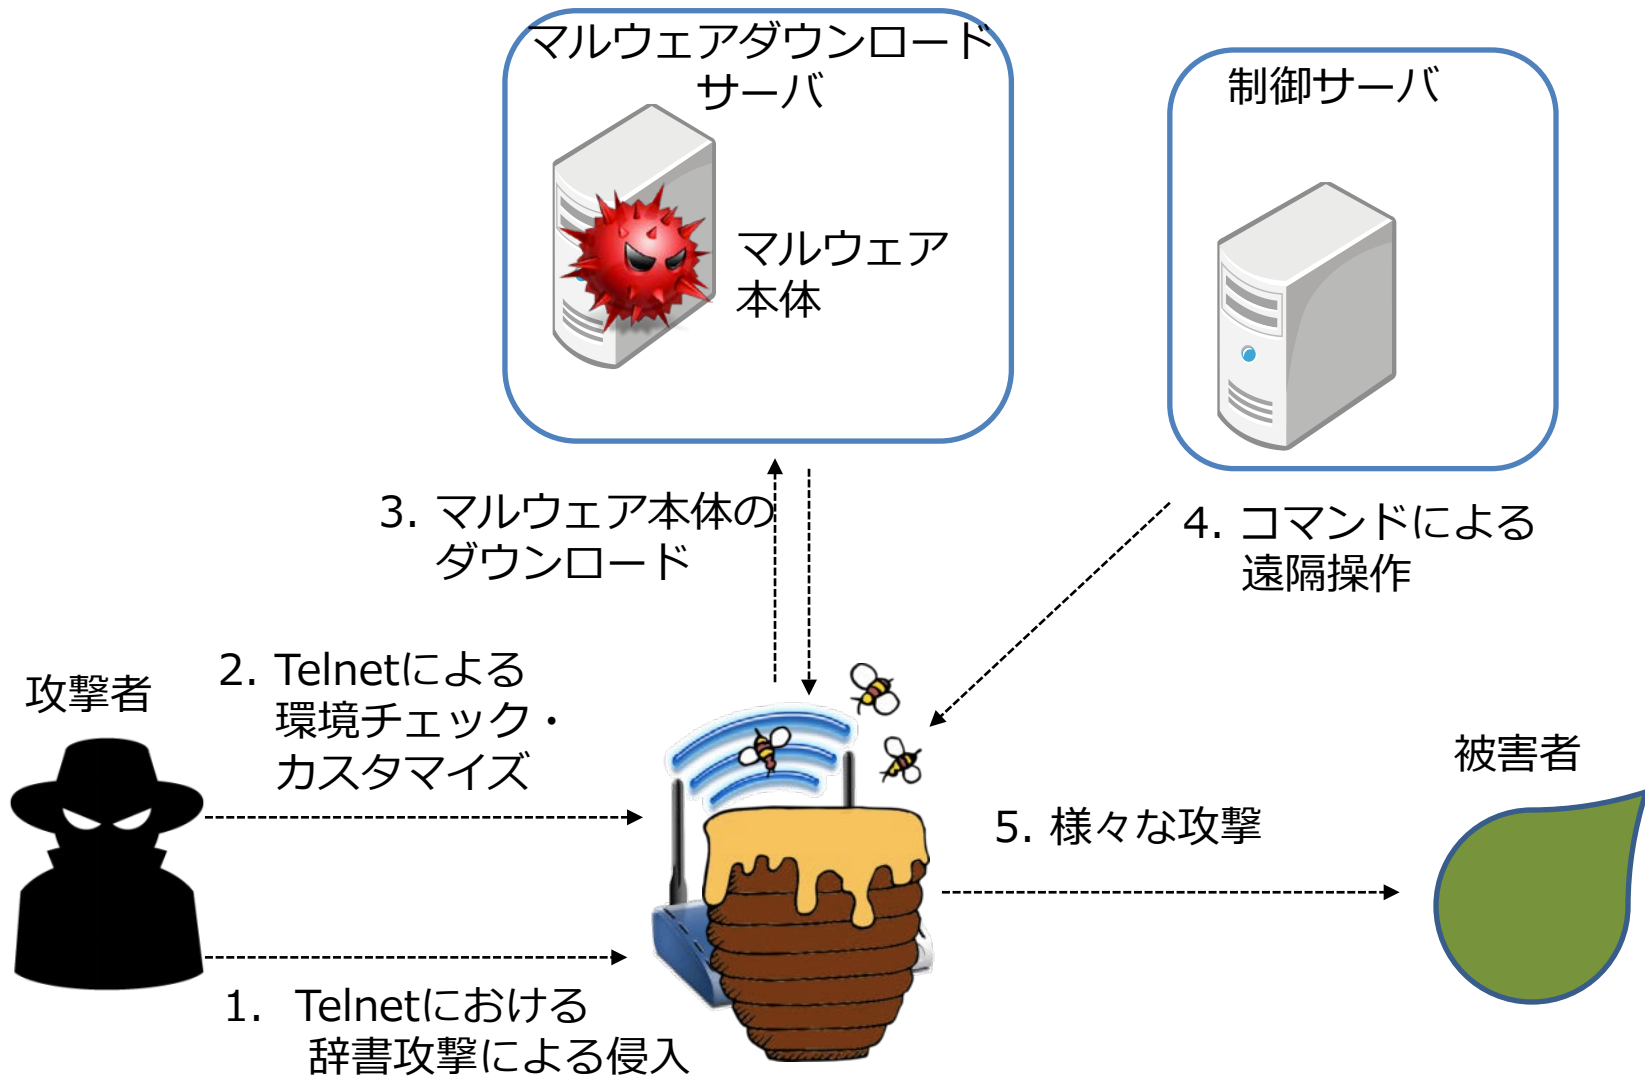 マルウェアダウンロード
サーバ
マルウェア
本体
制御サーバ
3. マルウェア本体の
ダウンロード
4. コマンドによる
遠隔操作
攻撃者
2. Telnetによる
環境チェック・
カスタマイズ
被害者
5. 様々な攻撃
1. Telnetにおける
辞書攻撃による侵入